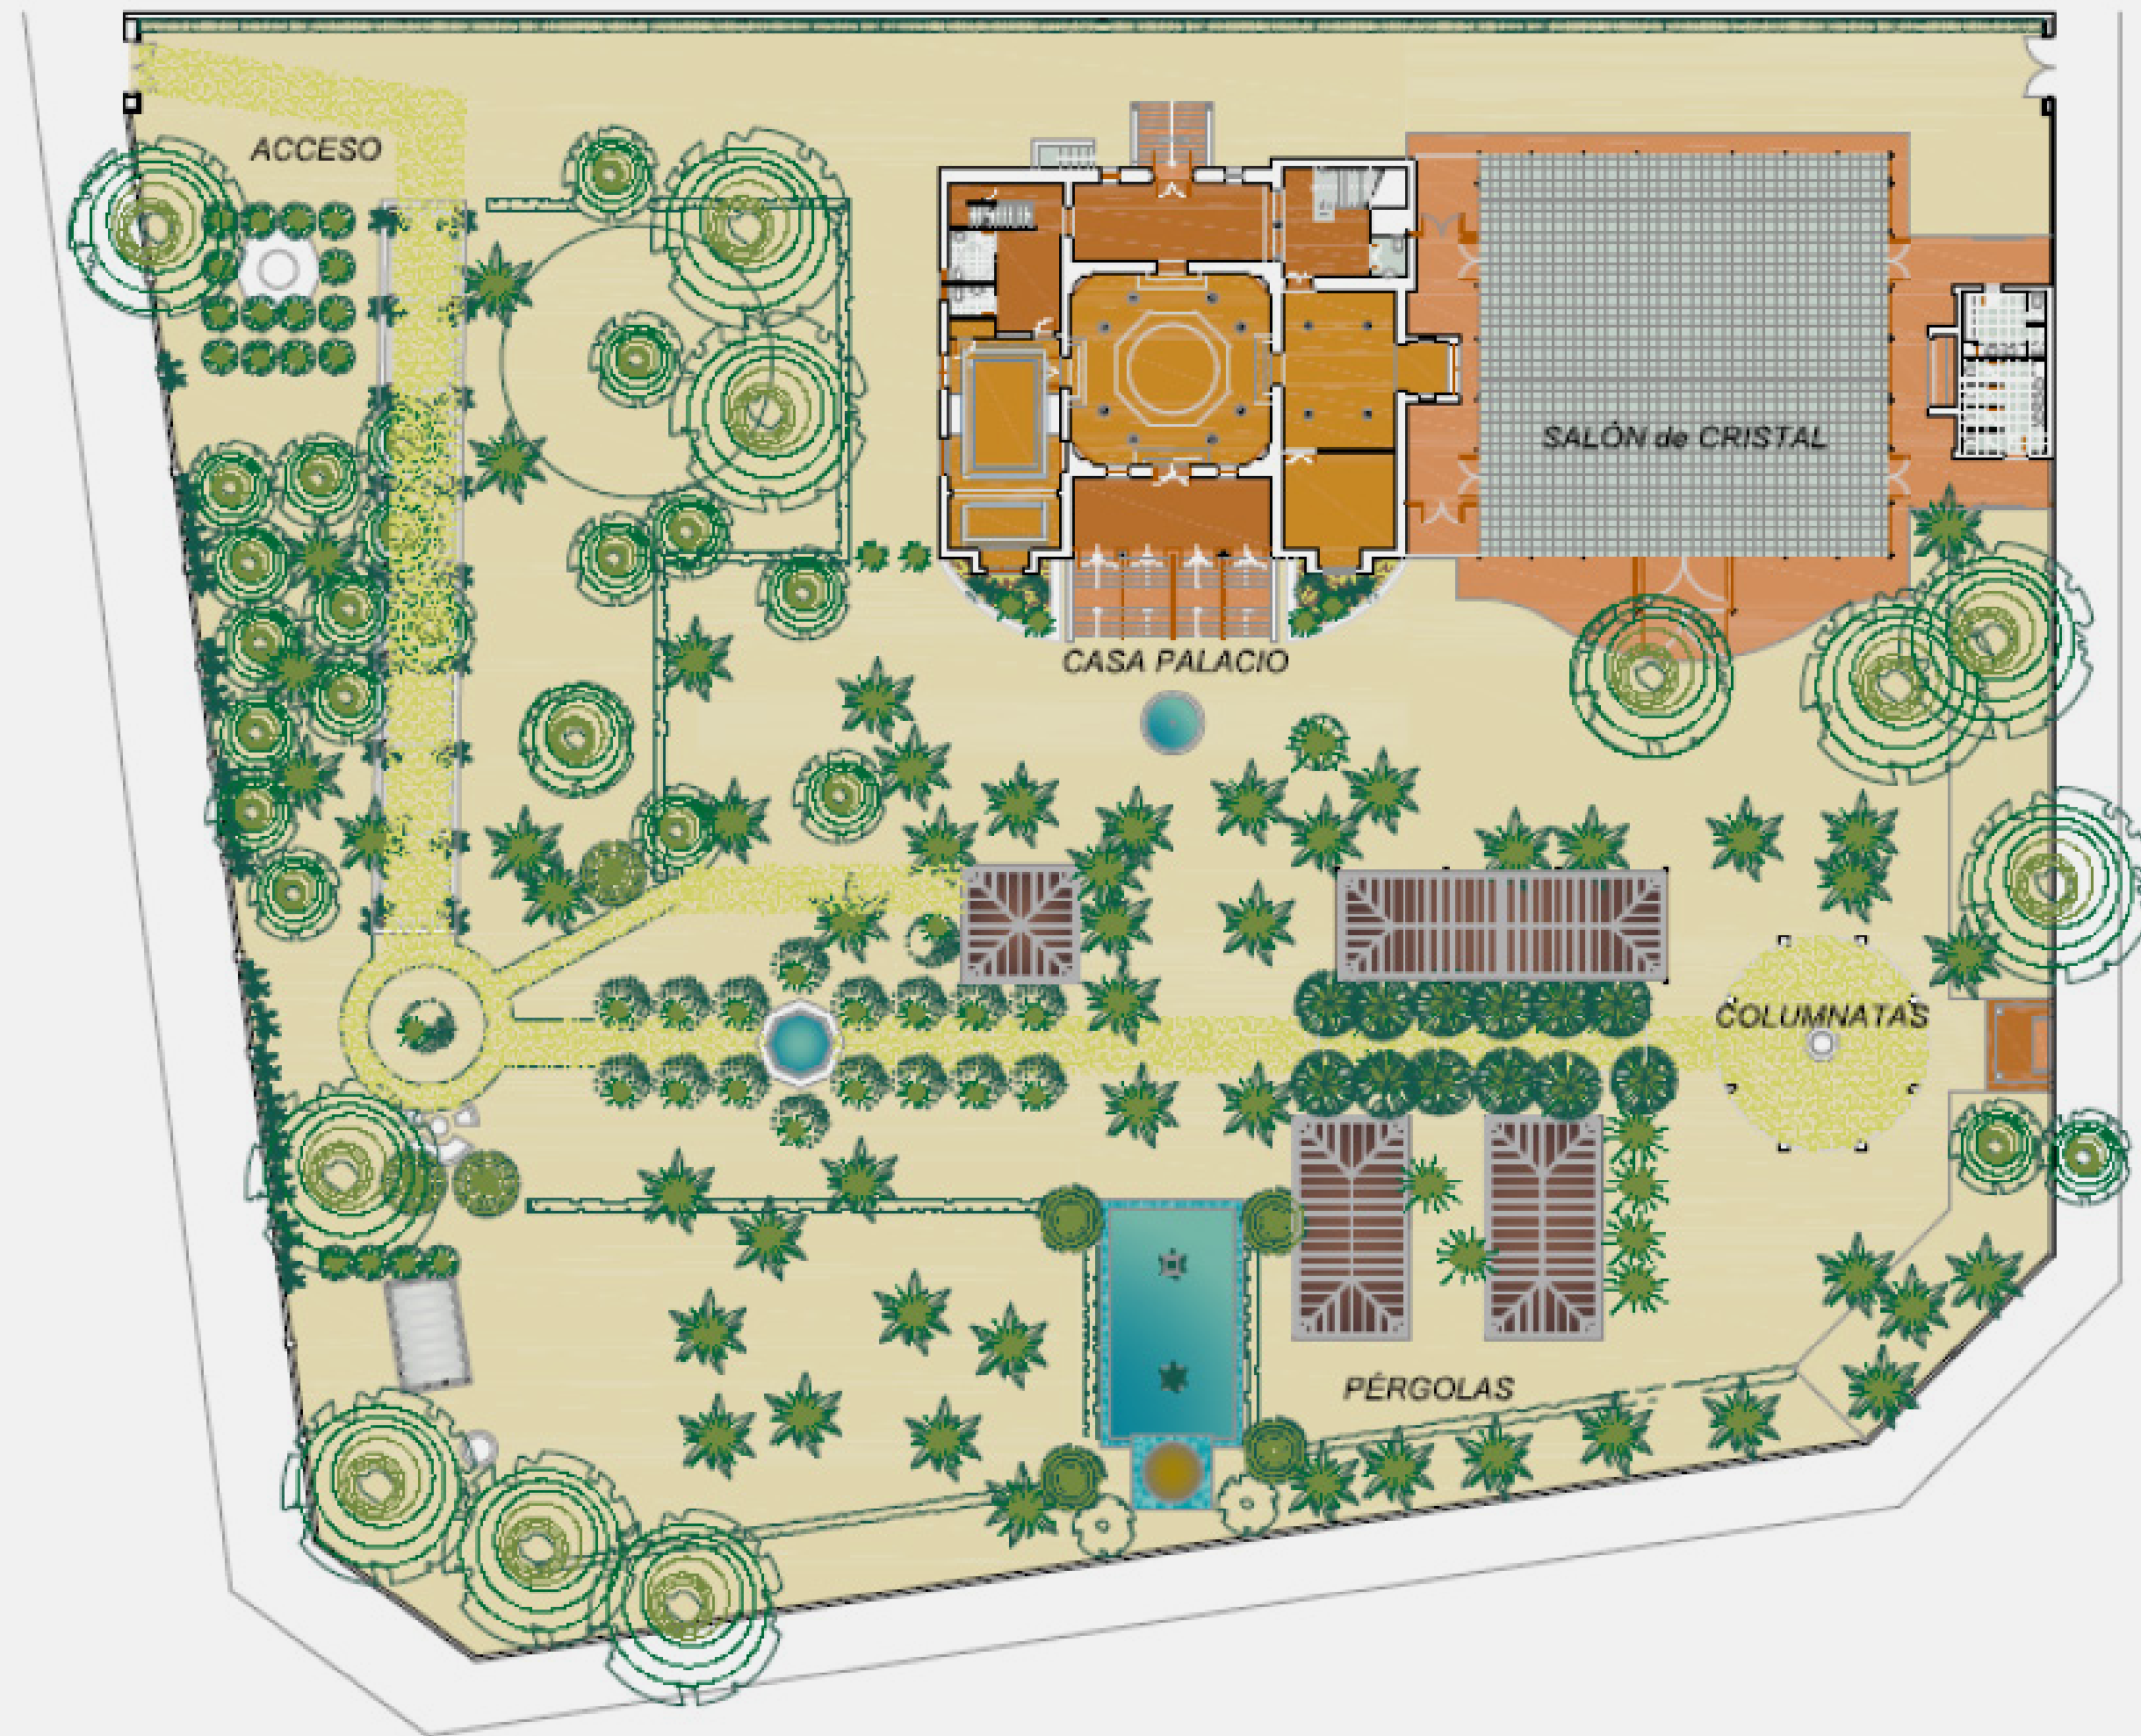 ACCESO
SALÓN de CRISTAL
CASA PALACIO
COLUMNATAS
PÉRGOLAS